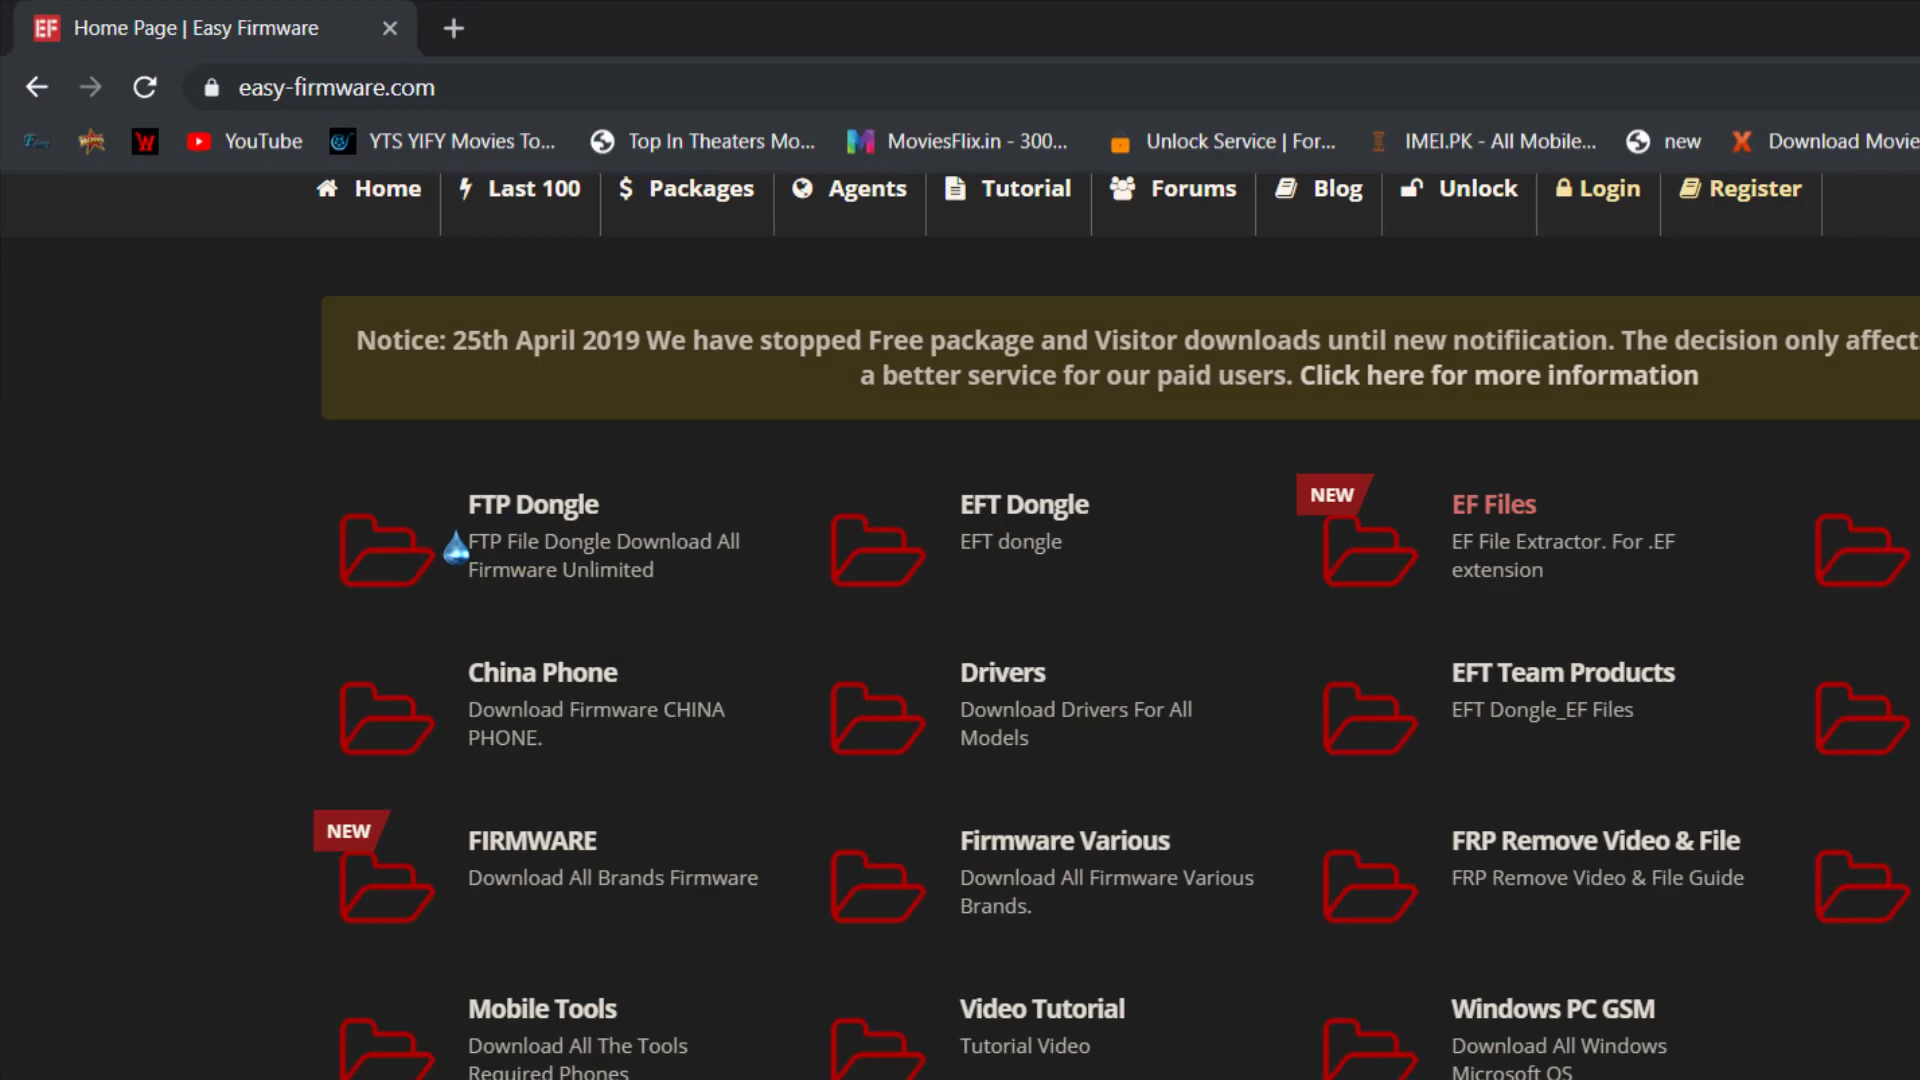 EF Home Page | Easy Firmware
easy-firmware.com
YouTube YTS YIFY Movies To... Top In Theaters Mo... MoviesFlix.in - 300... Unlock Service | For... IMEI.PK - All Mobile... new Download Movie
Home Last 100 Packages Agents Tutorial Forums Blog Unlock Login Register
Notice: 25th April 2019 We have stopped Free package and Visitor downloads until new notifiication. The decision only affect
a better service for our paid users. Click here for more information
FTP Dongle
FTP File Dongle Download All
Firmware Unlimited
EFT Dongle
EFT dongle
NEW
EF Files
EF File Extractor. For .EF
extension
China Phone
Download Firmware CHINA
PHONE.
Drivers
Download Drivers For All
Models
EFT Team Products
EFT Dongle_EF Files
NEW
FIRMWARE
Download All Brands Firmware
Firmware Various
Download All Firmware Various
Brands.
FRP Remove Video & File
FRP Remove Video & File Guide
Mobile Tools
Download All The Tools
Required Phones
Video Tutorial
Tutorial Video
Windows PC GSM
Download All Windows
Microsoft OS